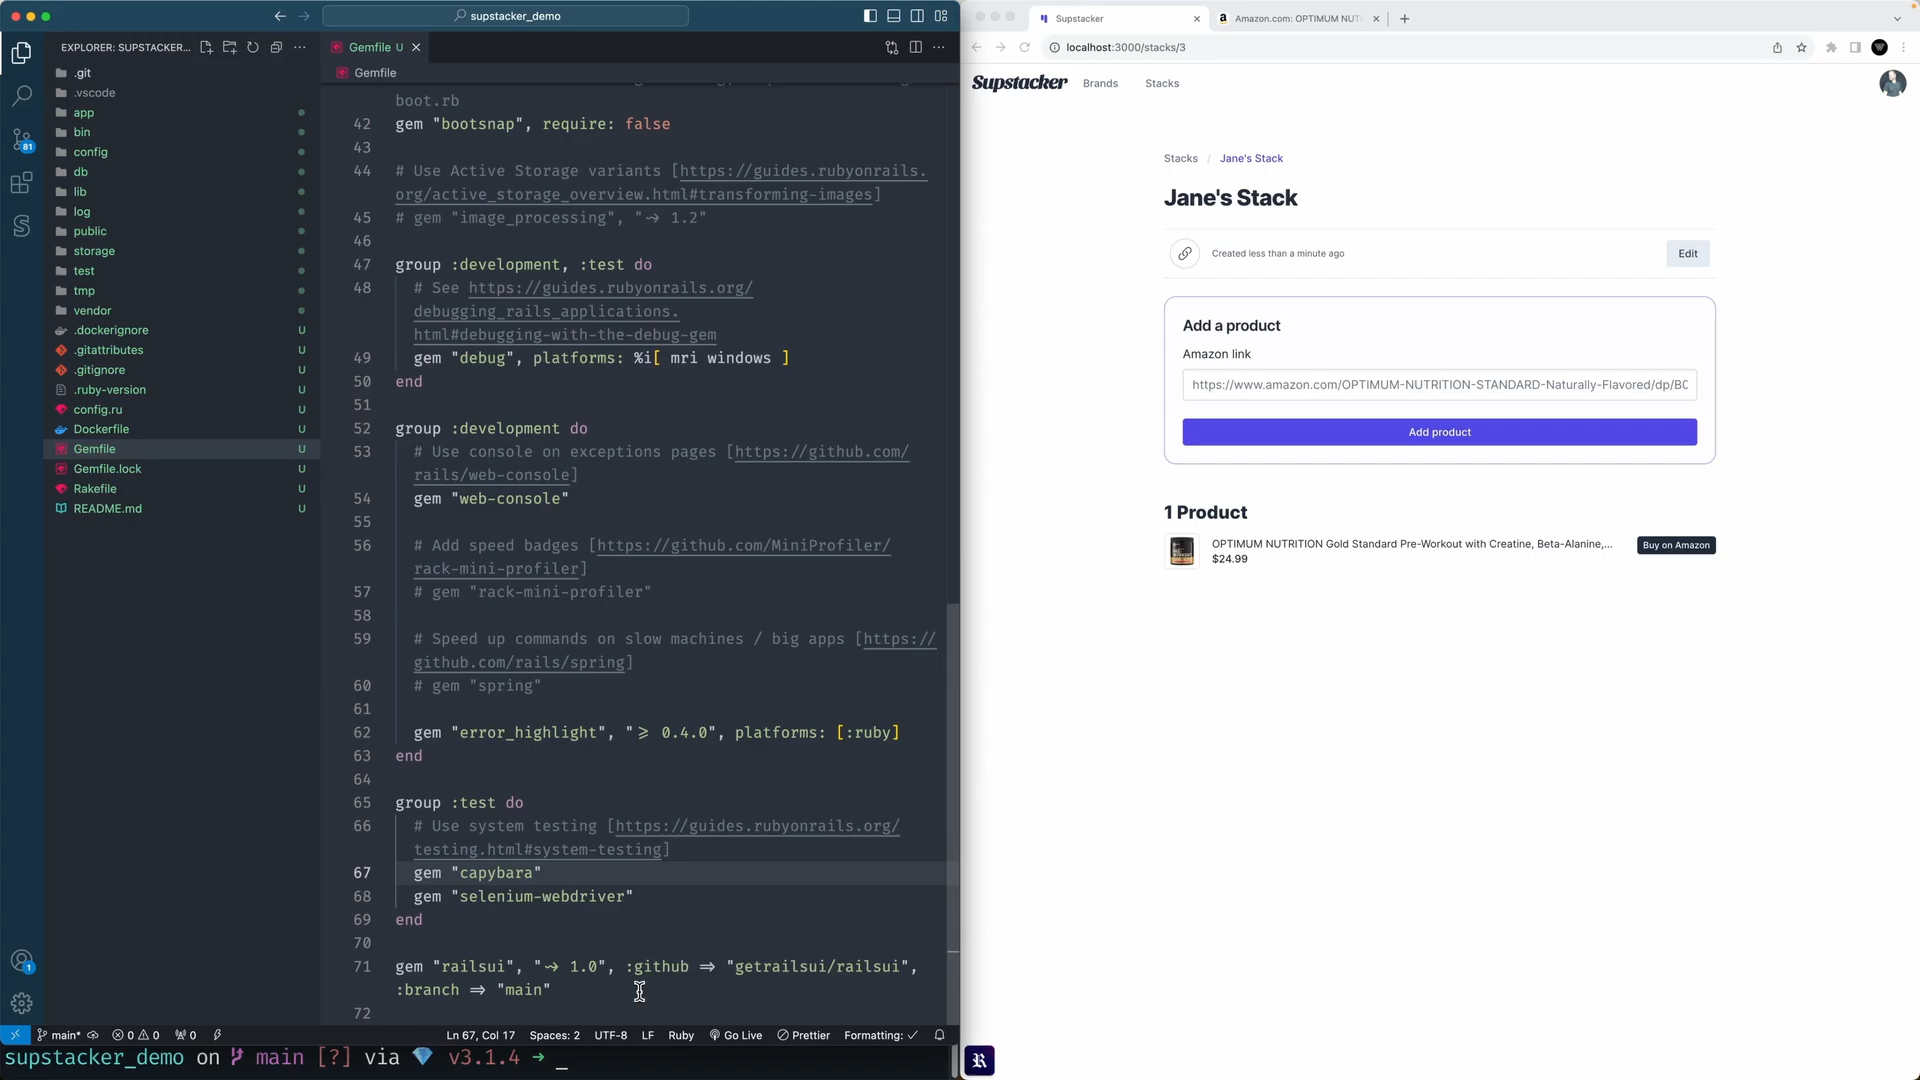 supstacker_demo
EXPLORER: SUPSTACKER...
.git
.vscode
app
bin
config
db
lib
log
public
storage
test
tmp
vendor
.dockerignore U
.gitattributes U
.gitignore U
.ruby-version U
config.ru U
Dockerfile U
Gemfile U
Gemfile.lock U
Rakefile U
README.md U
81
1
Gemfile U
Gemfile
boot.rb
42 gem "bootsnap", require: false
43
44 # Use Active Storage variants [https://guides.rubyonrails.
org/active_storage_overview.html#transforming-images]
45 # gem "image_processing", "~> 1.2"
46
47 group :development, :test do
48 # See https://guides.rubyonrails.org/
debugging_rails_applications.
html#debugging-with-the-debug-gem
49 gem "debug", platforms: %i[ mri windows ]
50 end
51
52 group :development do
53 # Use console on exceptions pages [https://github.com/
rails/web-console]
54 gem "web-console"
55
56 # Add speed badges [https://github.com/MiniProfiler/
rack-mini-profiler]
57 # gem "rack-mini-profiler"
58
59 # Speed up commands on slow machines / big apps [https://
github.com/rails/spring]
60 # gem "spring"
61
62 gem "error_highlight", ">= 0.4.0", platforms: [:ruby]
63 end
64
65 group :test do
66 # Use system testing [https://guides.rubyonrails.org/
testing.html#system-testing]
67 gem "capybara"
68 gem "selenium-webdriver"
69 end
70
71 gem "railsui", "~> 1.0", :github => "getrailsui/railsui",
:branch => "main"
72
main* 0 0 0 Ln 67, Col 17 Spaces: 2 UTF-8 LF Ruby Go Live Prettier Formatting: ✓
supstacker_demo on main [?] via v3.1.4 → _
Supstacker
Amazon.com: OPTIMUM NUT
localhost:3000/stacks/3
Supstacker Brands Stacks
Stacks / Jane's Stack
Jane's Stack
Created less than a minute ago Edit
Add a product
Amazon link
https://www.amazon.com/OPTIMUM-NUTRITION-STANDARD-Naturally-Flavored/dp/B0
Add product
1 Product
OPTIMUM NUTRITION Gold Standard Pre-Workout with Creatine, Beta-Alanine,...
$24.99
Buy on Amazon
R